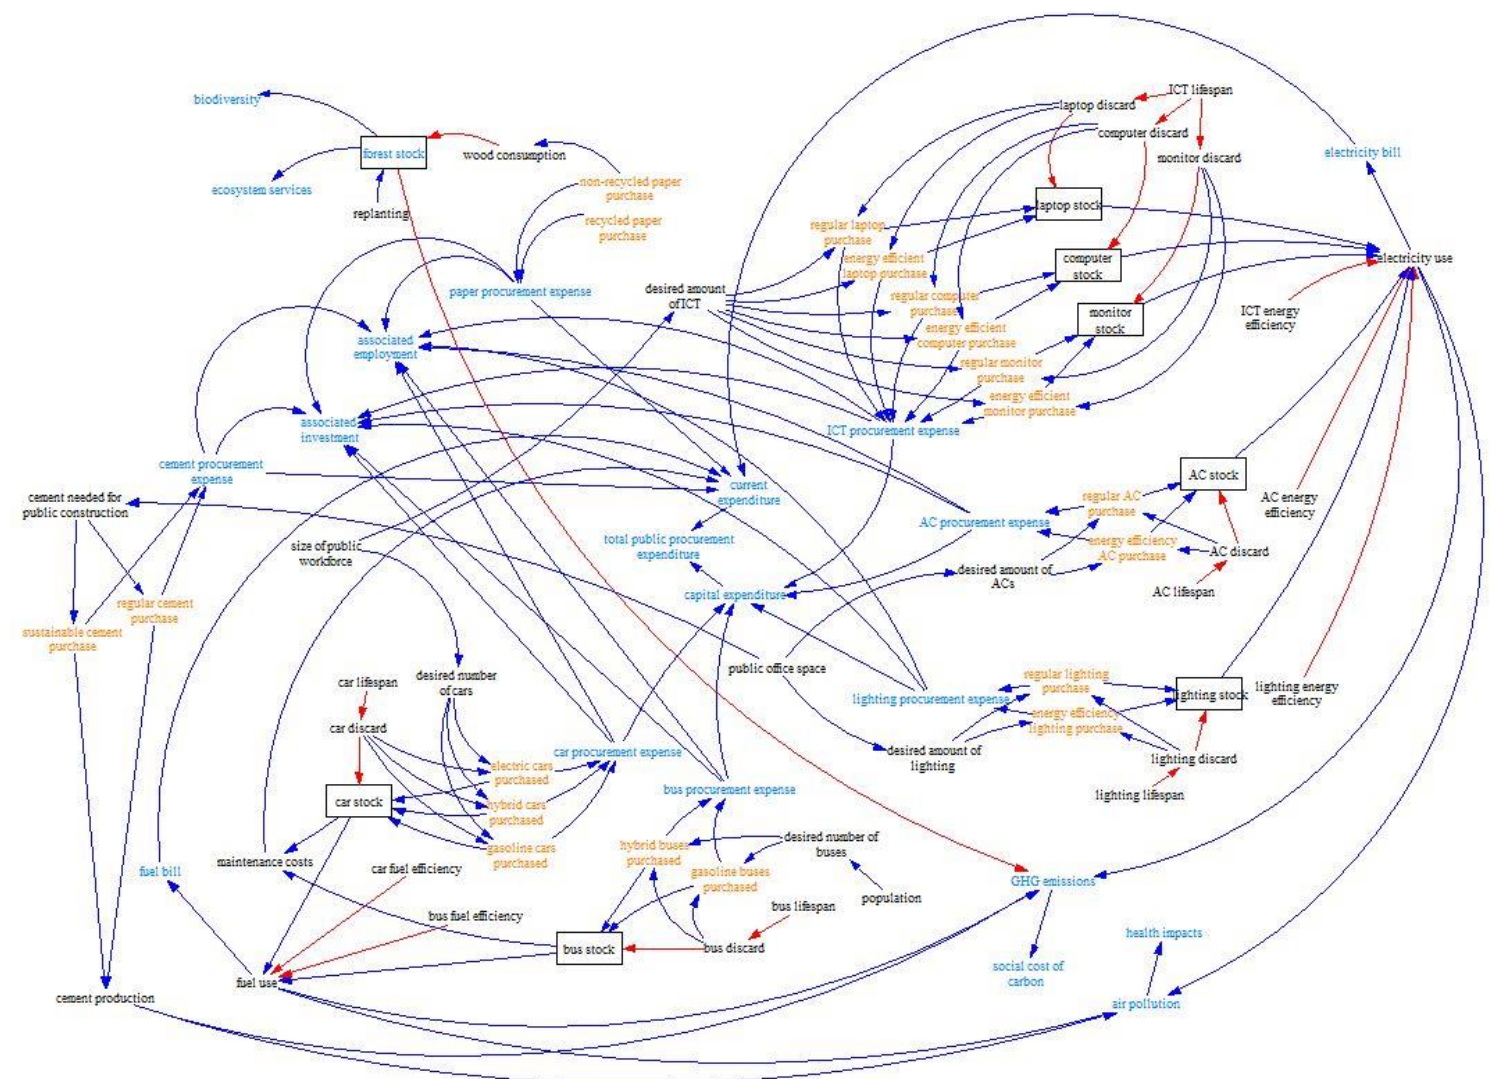 ICT lifespan
biodiversity
laptop discard
computer discard
forest stock
wood consumption
monitor discard
electricity bill
non-recycled paper
purchase
ecosystem services
replanting
laptop stock
recycled paper
purchase
regular laptop
purchase
energy efficient
laptop purchase
computer
stock
electricity use
paper procurement expense
desired amount
of ICT
regular computer
purchase
ICT energy
efficiency
monitor
stock
energy efficient
computer purchase
associated
employment
regular monitor
purchase
energy efficient
monitor purchase
associated
investment
ICT procurement expense
cement procurement
expense
AC stock
current
expenditure
cement needed for
public construction
regular AC
purchase
AC energy
efficiency
AC procurement expense
size of public
workforce
total public procurement
expenditure
energy efficiency
AC purchase
AC discard
desired amount of
ACs
AC lifespan
capital expenditure
regular cement
purchase
sustainable cement
purchase
public office space
car lifespan
desired number
of cars
regular lighting
purchase
lighting procurement expense
lighting stock
lighting energy
efficiency
car discard
energy efficiency
lighting purchase
car procurement expense
desired amount of
lighting
lighting discard
electric cars
purchased
bus procurement expense
lighting lifespan
car stock
hybrid cars
purchased
desired number of
buses
hybrid buses
purchased
gasoline cars
purchased
maintenance costs
fuel bill
car fuel efficiency
gasoline buses
purchased
GHG emissions
population
bus fuel efficiency
bus lifespan
health impacts
bus stock
bus discard
social cost of
carbon
fuel use
cement production
air pollution